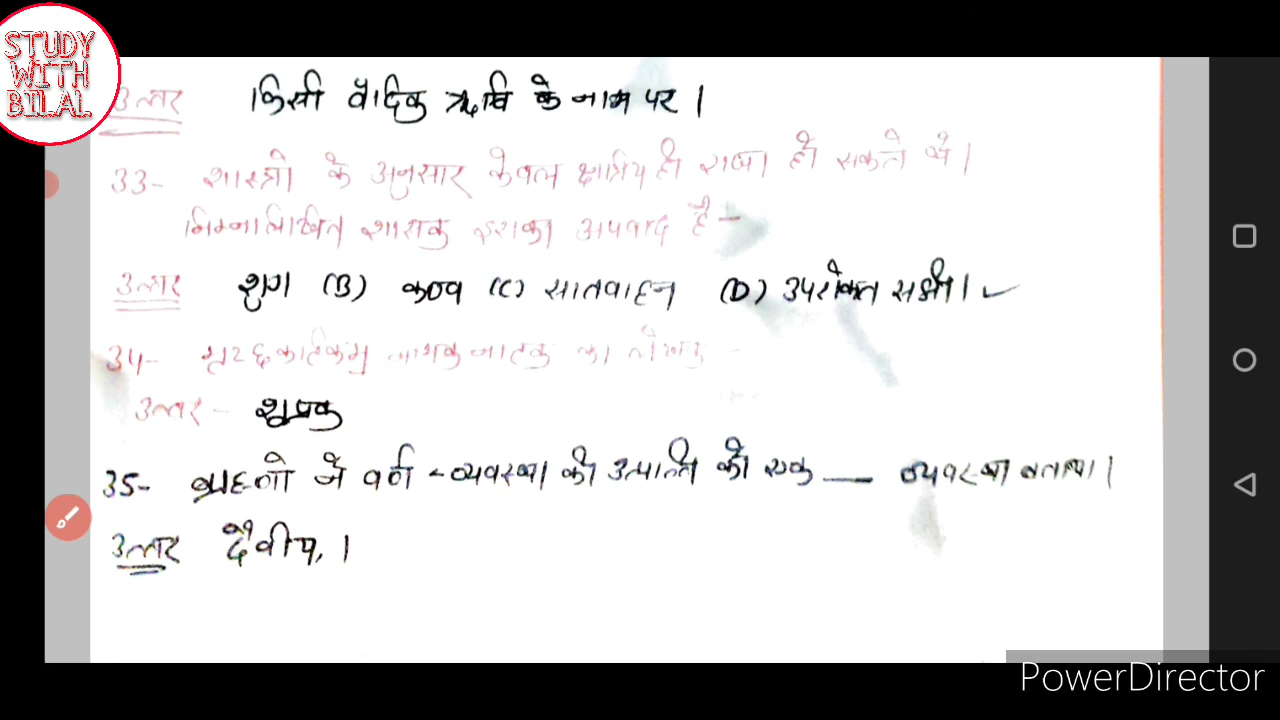 STUDY
WITH
BILAL
उत्तर किसी वैदिक ऋषि के नाम पर ।
33- शास्त्रो के अनुसार केवल क्षत्रिय ही राजा हो सकते थे।
निम्नलिखित शासक इसका अपवाद है -
उत्तर शुंग (B) कण्व (C) सातवाहन (D) उपरोक्त सभी। ✓
34- मृच्छकटिकम् नामक नाटक का लेखक -
उत्तर - शूद्रक
35- ब्राह्मणो ने वर्ण - व्यवस्था की उत्पत्ति को एक ___ व्यवस्था बताया।
उत्तर दैवीय, ।
PowerDirector